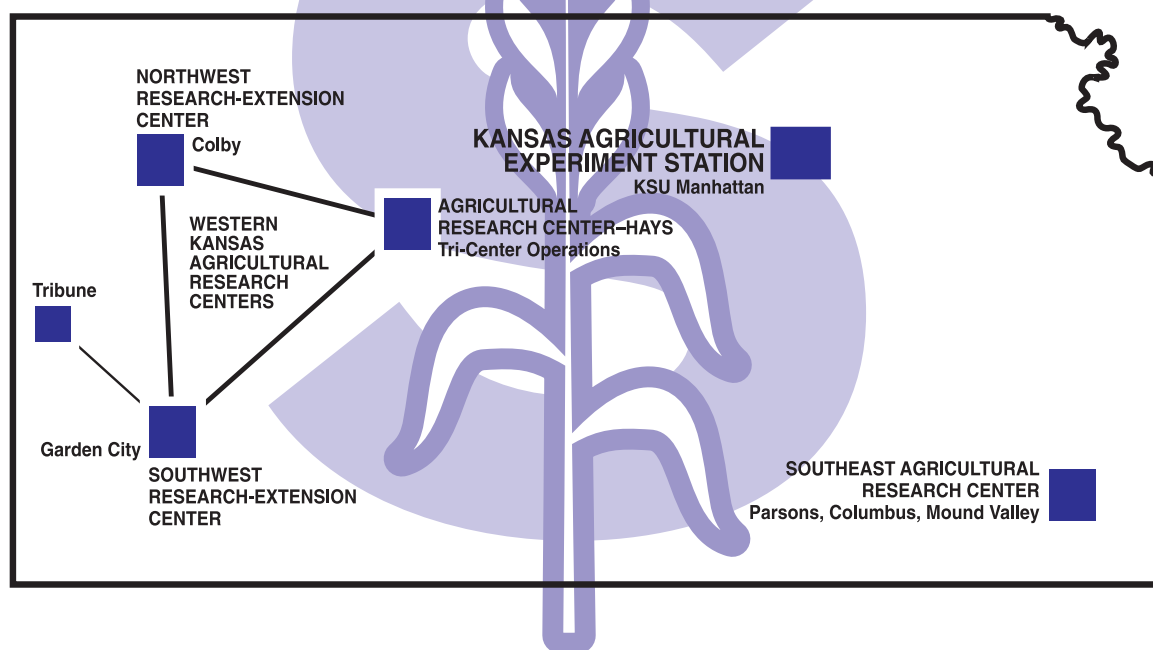 NORTHWEST
RESEARCH-EXTENSION
CENTER
Colby
KANSAS AGRICULTURAL
EXPERIMENT STATION
KSU Manhattan
AGRICULTURAL
RESEARCH CENTER–HAYS
Tri-Center Operations
WESTERN
KANSAS
AGRICULTURAL
RESEARCH
CENTERS
Tribune
Garden City
SOUTHWEST
RESEARCH-EXTENSION
CENTER
SOUTHEAST AGRICULTURAL
RESEARCH CENTER
Parsons, Columbus, Mound Valley